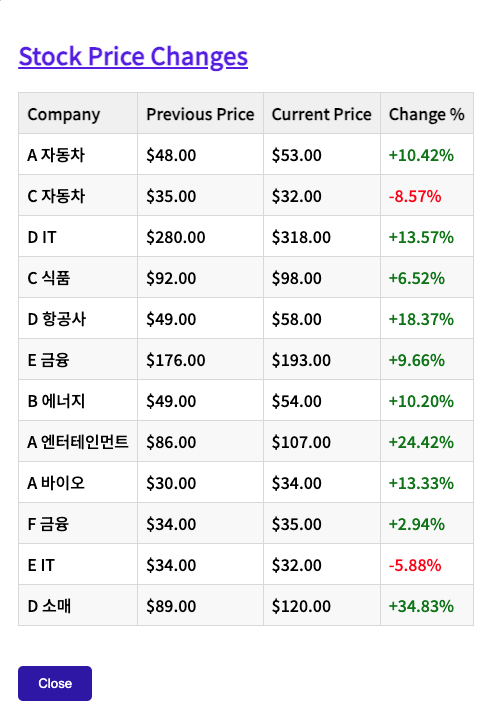 Stock Price Changes
Company Previous Price Current Price Change %
A 자동차 $48.00 $53.00 +10.42%
C 자동차 $35.00 $32.00 -8.57%
D IT $280.00 $318.00 +13.57%
C 식품 $92.00 $98.00 +6.52%
D 항공사 $49.00 $58.00 +18.37%
E 금융 $176.00 $193.00 +9.66%
B 에너지 $49.00 $54.00 +10.20%
A 엔터테인먼트 $86.00 $107.00 +24.42%
A 바이오 $30.00 $34.00 +13.33%
F 금융 $34.00 $35.00 +2.94%
E IT $34.00 $32.00 -5.88%
D 소매 $89.00 $120.00 +34.83%
Close